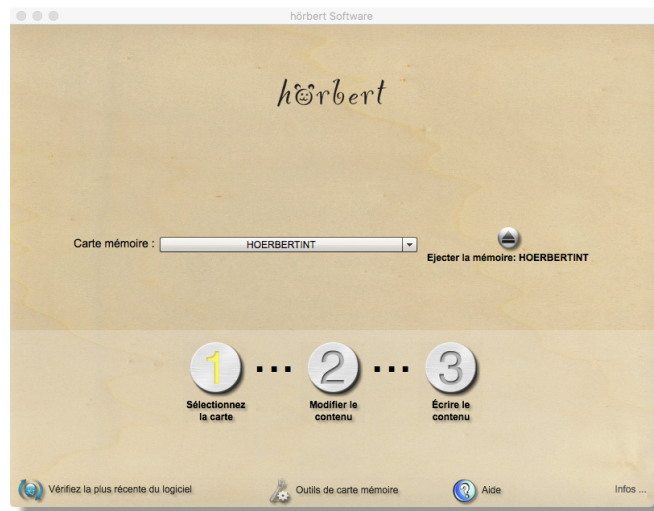 hörbert Software
hörbert
Carte mémoire :
HOERBERTINT
Ejecter la mémoire: HOERBERTINT
1 ... 2 ... 3
Sélectionnez
la carte
Modifier le
contenu
Écrire le
contenu
Vérifiez la plus récente du logiciel
Outils de carte mémoire
Aide
Infos ...